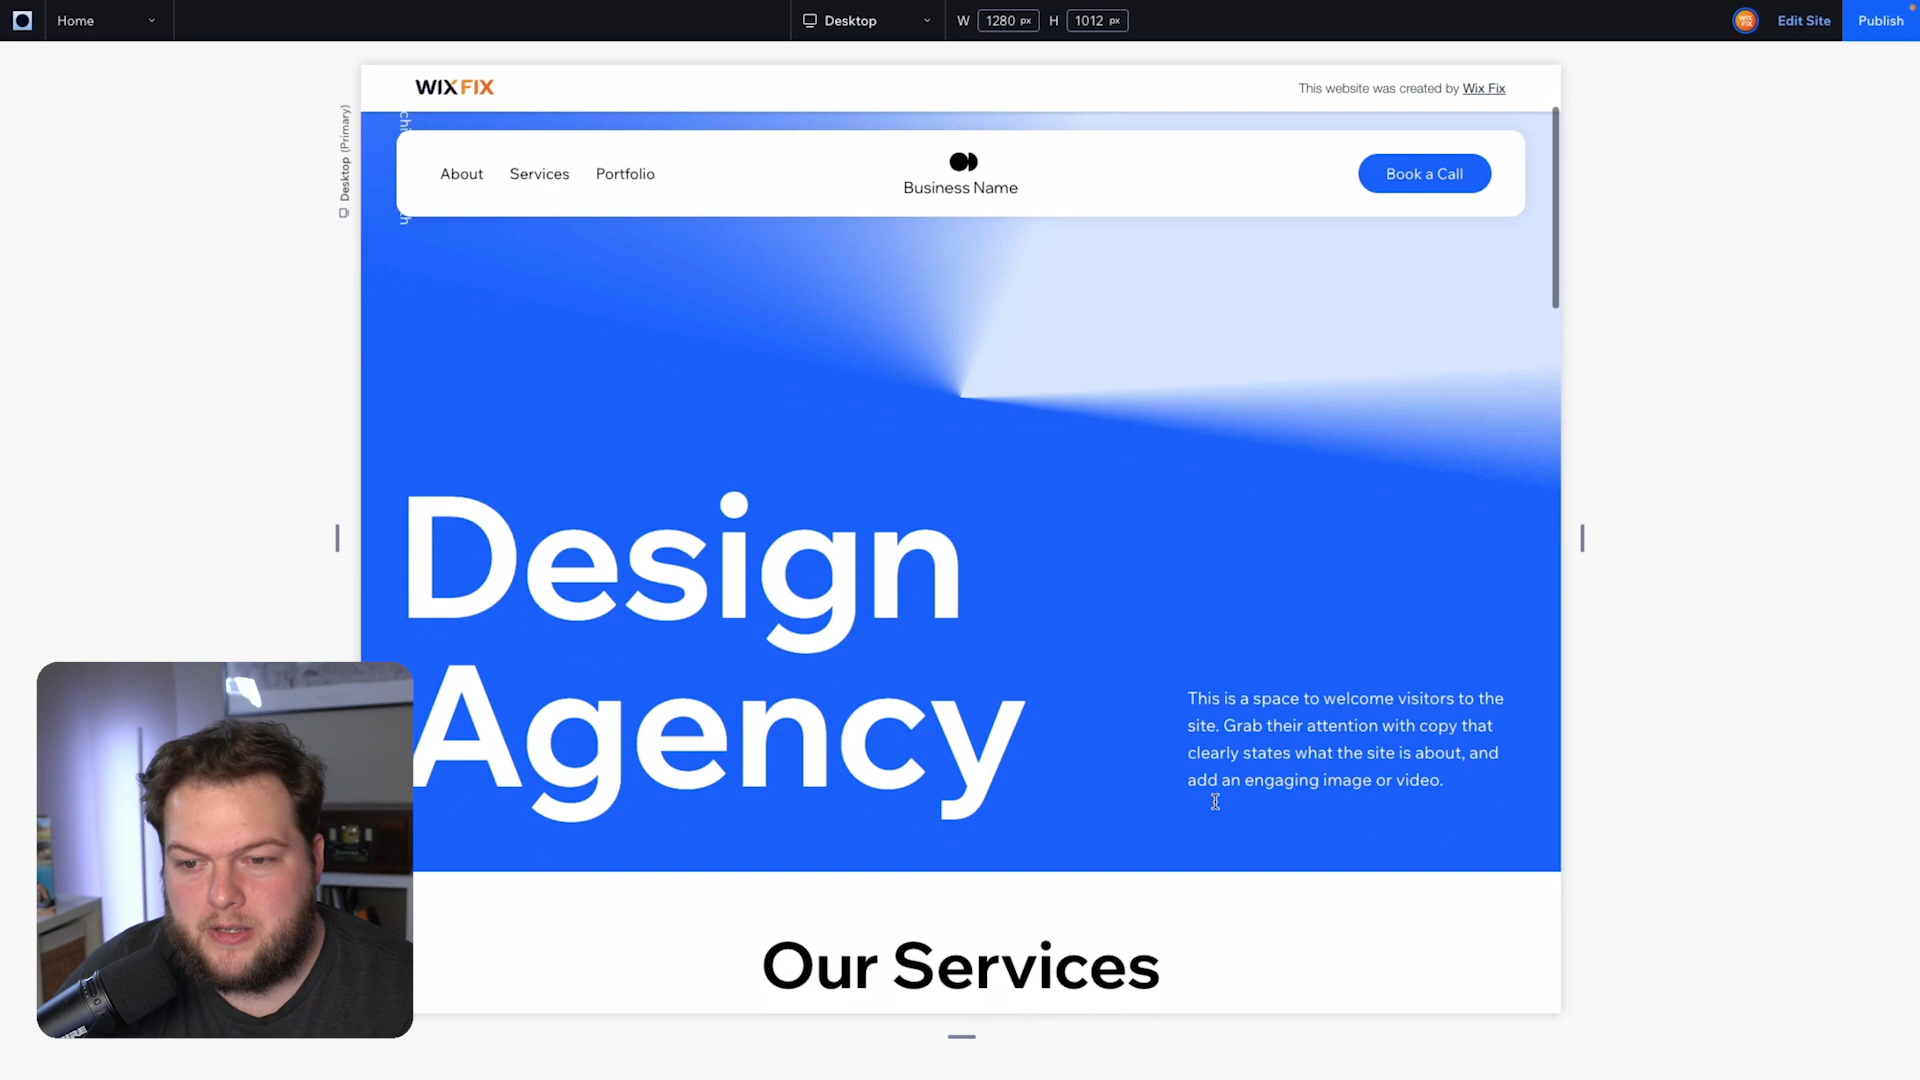 Home
Desktop
W 1280 px H 1012 px
Edit Site
Publish
WIX FIX
This website was created by Wix Fix
Desktop (Primary)
About
Services
Portfolio
Business Name
Book a Call
Design
Agency
This is a space to welcome visitors to the
site. Grab their attention with copy that
clearly states what the site is about, and
add an engaging image or video.
Our Services